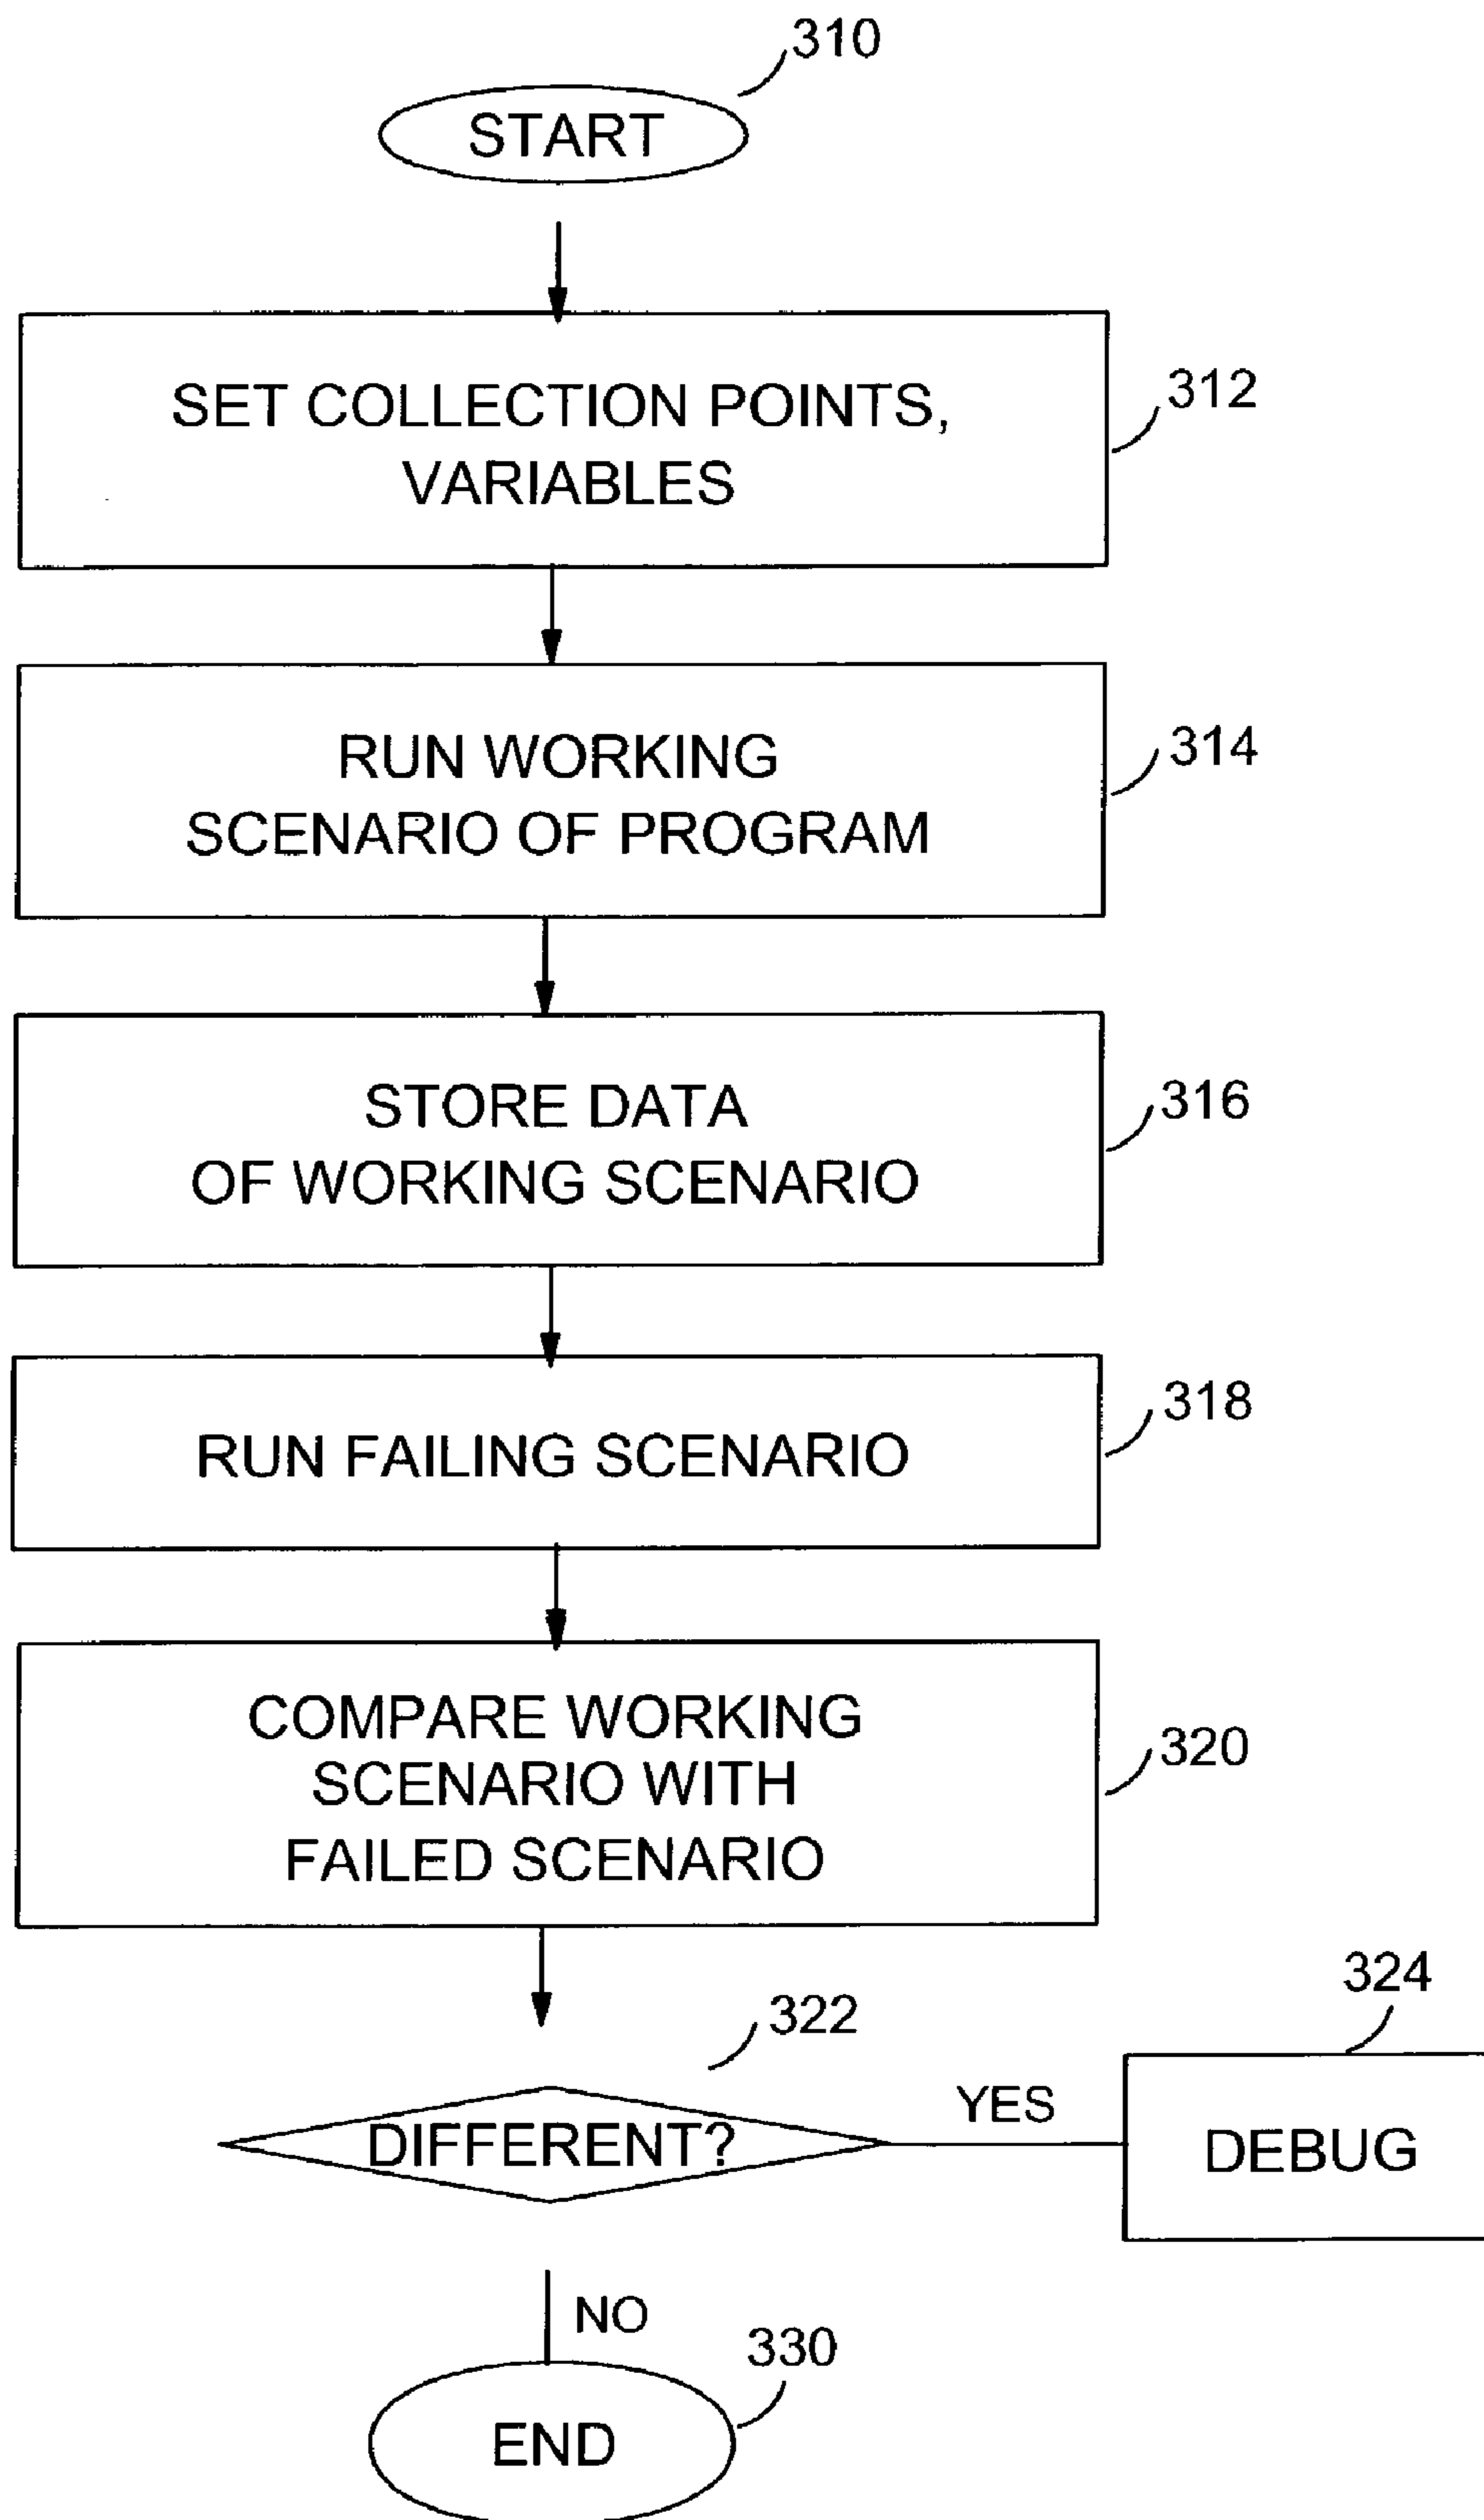 310
START
SET COLLECTION POINTS,
VARIABLES
312
RUN WORKING
SCENARIO OF PROGRAM
314
STORE DATA
OF WORKING SCENARIO
316
RUN FAILING SCENARIO
318
COMPARE WORKING
SCENARIO WITH
FAILED SCENARIO
320
322
324
DIFFERENT?
YES
DEBUG
NO
330
END